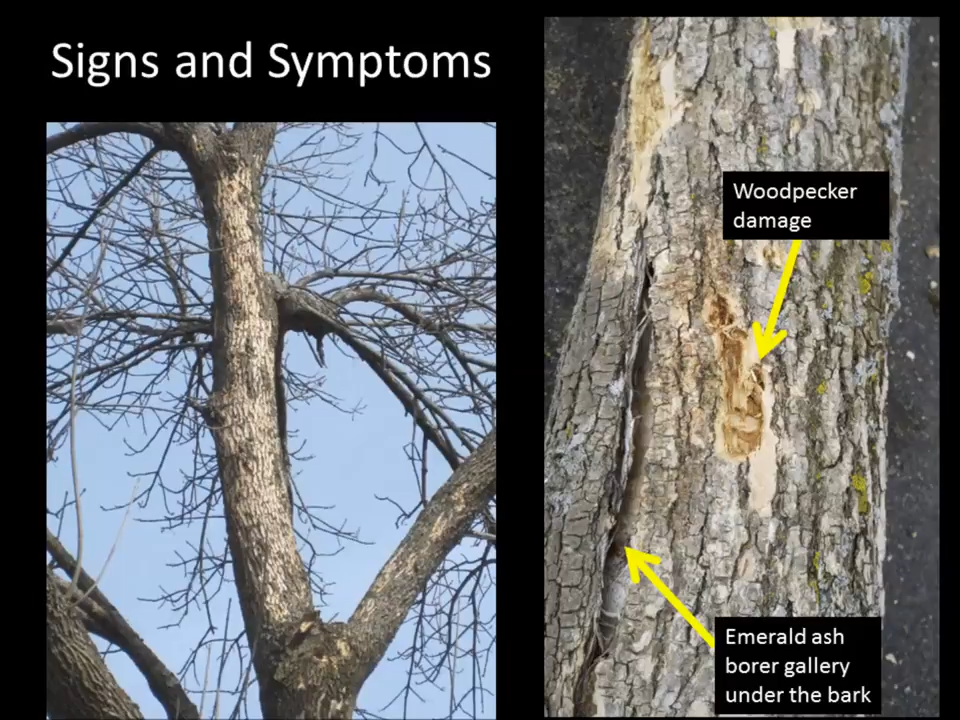 Signs and Symptoms
Woodpecker
damage
Emerald ash
borer gallery
under the bark